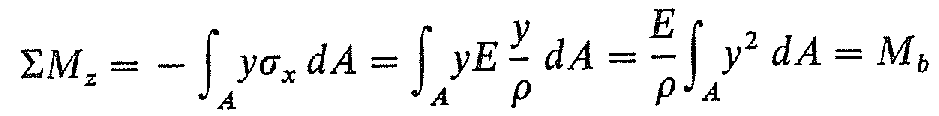 ΣM_z = − ∫_A yσ_x dA = ∫_A yE y/ρ dA = E/ρ ∫_A y² dA = M_b